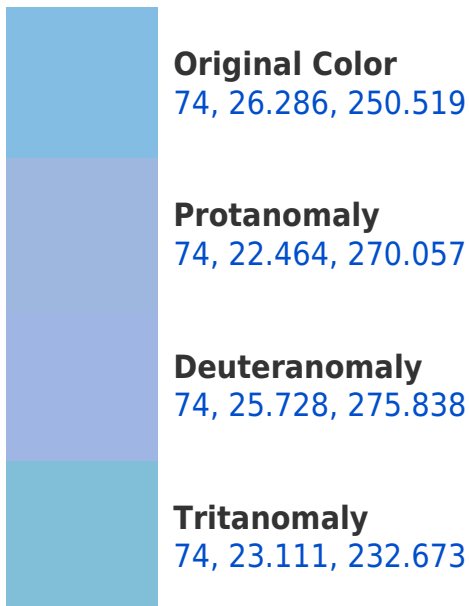 Original Color
74, 26.286, 250.519
Protanomaly
74, 22.464, 270.057
Deuteranomaly
74, 25.728, 275.838
Tritanomaly
74, 23.111, 232.673